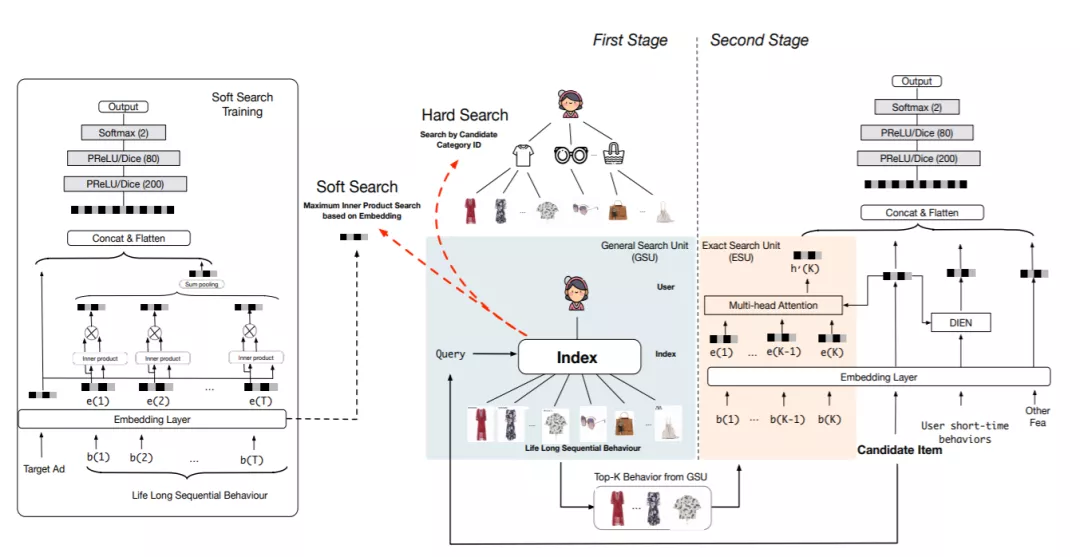 First Stage
Second Stage
Soft Search
Training
Output
Softmax (2)
PReLU/Dice (80)
PReLU/Dice (200)
Concat & Flatten
Sum pooling
Inner product
Inner product
Inner product
e(1)
e(2)
...
e(T)
Embedding Layer
Target Ad
b(1)
b(2)
...
b(T)
Life Long Sequential Behaviour
Hard Search
Search by Candidate
Category ID
...
...
Soft Search
Maximum Inner Product Search
based on Embedding
General Search Unit
(GSU)
User
Query
Index
Index
...
Life Long Sequential Behaviour
Top-K Behavior from GSU
...
Exact Search Unit
(ESU)
h'(K)
Multi-head Attention
e(1)
...
e(K-1)
e(K)
Output
Softmax (2)
PReLU/Dice (80)
PReLU/Dice (200)
Concat & Flatten
DIEN
Embedding Layer
b(1)
...
b(K-1)
b(K)
Candidate Item
User short-time
behaviors
Other
Fea